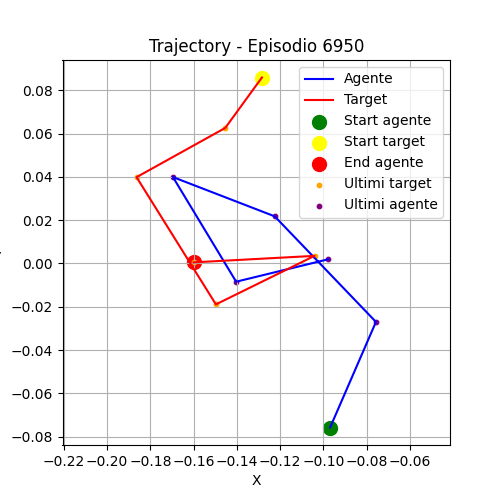 Trajectory - Episodio 6950
Agente
Target
Start agente
Start target
End agente
Ultimi target
Ultimi agente
0.08
0.06
0.04
0.02
0.00
−0.02
−0.04
−0.06
−0.08
−0.22 −0.20 −0.18 −0.16 −0.14 −0.12 −0.10 −0.08 −0.06
X